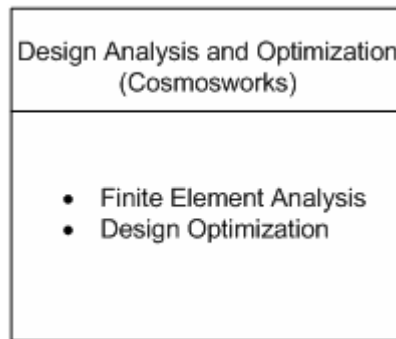 Design Analysis and Optimization
(Cosmosworks)
• Finite Element Analysis
• Design Optimization